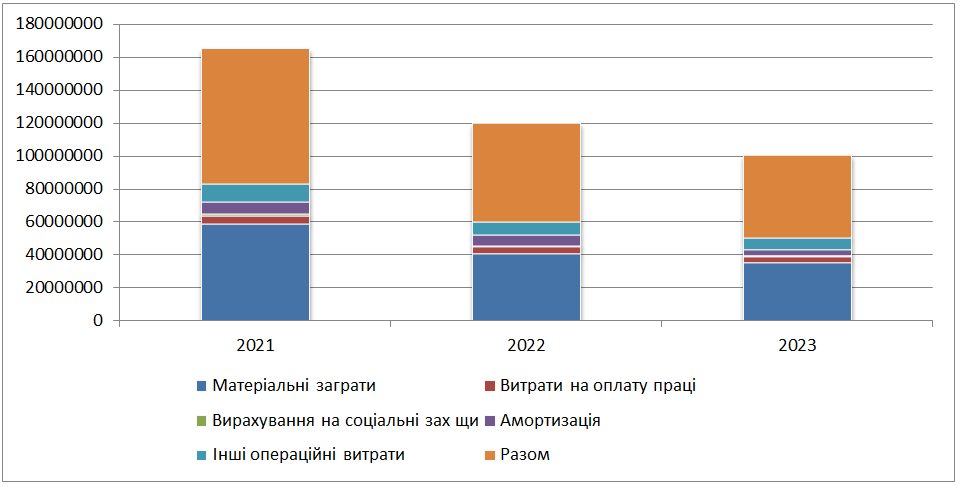 180000000
160000000
140000000
120000000
100000000
80000000
60000000
40000000
20000000
0
2021 2022 2023
Матеріальні заграти Витрати на оплату праці
Вирахування на соціальні зах щи Амортизація
Інші операційні витрати Разом